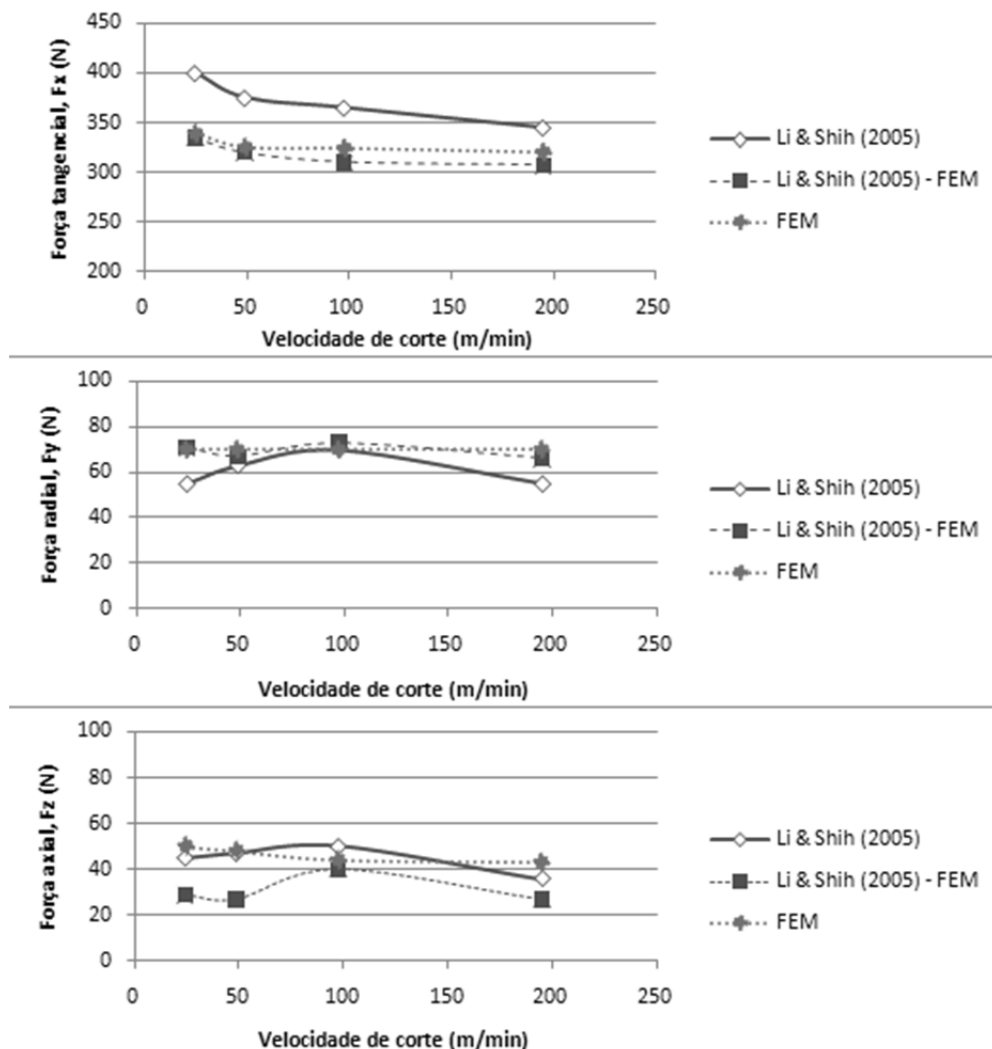 450
400
350
300
250
200
Força tangencial, Fx (N)
0 50 100 150 200 250
Velocidade de corte (m/min)
Li & Shih (2005)
Li & Shih (2005) - FEM
FEM
100
80
60
40
20
0
Força radial, Fy (N)
0 50 100 150 200 250
Velocidade de corte (m/min)
Li & Shih (2005)
Li & Shih (2005) - FEM
FEM
100
80
60
40
20
0
Força axial, Fz (N)
0 50 100 150 200 250
Velocidade de corte (m/min)
Li & Shih (2005)
Li & Shih (2005) - FEM
FEM